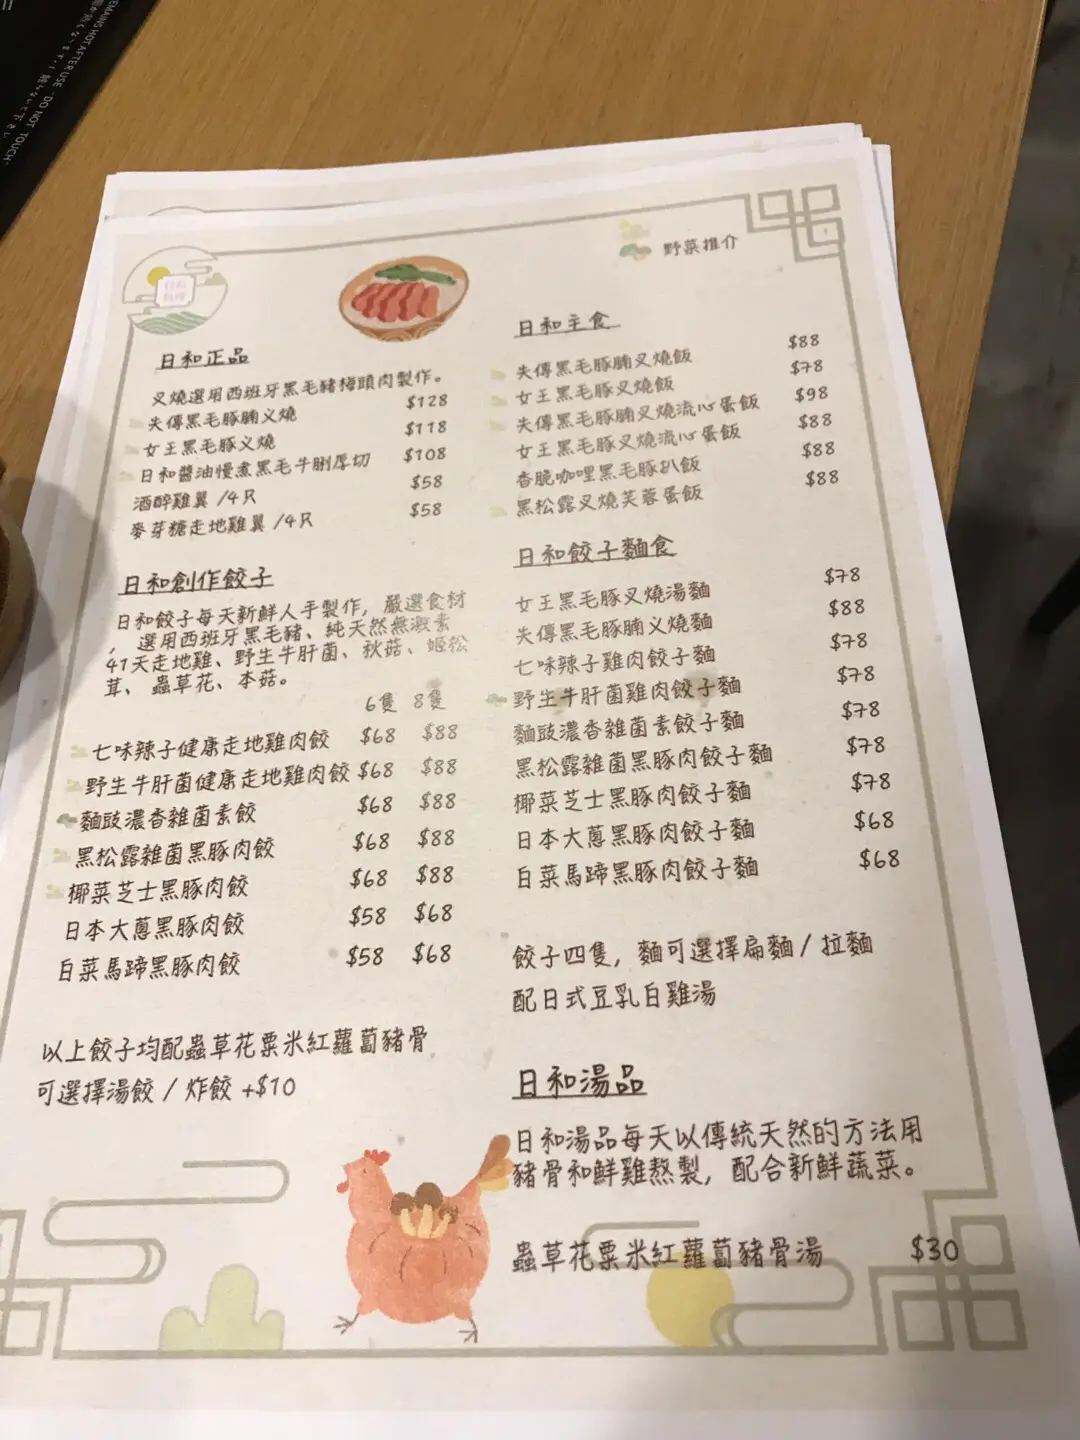 REMAINS HOT AFTER USE · DO NOT TOUCH
野菜推介
日和正品
叉燒選用西班牙黑毛豬梅頭肉製作。
失傳黑毛豚腩义燒 $128
女王黑毛豚义燒 $118
日和醬油慢煮黑毛牛脷厚切 $108
酒醉雞翼 /4只 $58
麥芽糖走地雞翼 /4只 $58
日和創作餃子
日和餃子每天新鮮人手製作, 嚴選食材
, 選用西班牙黑毛豬、純天然無激素
41天走地雞、野生牛肝菌、秋菇、姬松
茸、 蟲草花、本菇。
6隻 8隻
七味辣子健康走地雞肉餃 $68 $88
野生牛肝菌健康走地雞肉餃 $68 $88
麵豉濃香雜菌素餃 $68 $88
黑松露雜菌黑豚肉餃 $68 $88
椰菜芝士黑豚肉餃 $68 $88
日本大蔥黑豚肉餃 $58 $68
白菜馬蹄黑豚肉餃 $58 $68
以上餃子均配蟲草花粟米紅蘿蔔豬骨
可選擇湯餃 / 炸餃 +$10
日和主食
失傳黑毛豚腩叉燒飯 $88
女王黑毛豚叉燒飯 $78
失傳黑毛豚腩叉燒流心蛋飯 $98
女王黑毛豚叉燒流心蛋飯 $88
香脆咖哩黑毛豚扒飯 $88
黑松露叉燒芙蓉蛋飯 $88
日和餃子麵食
女王黑毛豚叉燒湯麵 $78
失傳黑毛豚腩义燒麵 $88
七味辣子雞肉餃子麵 $78
野生牛肝菌雞肉餃子麵 $78
麵豉濃香雜菌素餃子麵 $78
黑松露雜菌黑豚肉餃子麵 $78
椰菜芝士黑豚肉餃子麵 $78
日本大蔥黑豚肉餃子麵 $68
白菜馬蹄黑豚肉餃子麵 $68
餃子四隻, 麵可選擇扁麵 / 拉麵
配日式豆乳白雞湯
日和湯品
日和湯品每天以傳統天然的方法用
豬骨和鮮雞熬製, 配合新鮮蔬菜。
蟲草花粟米紅蘿蔔豬骨湯 $30